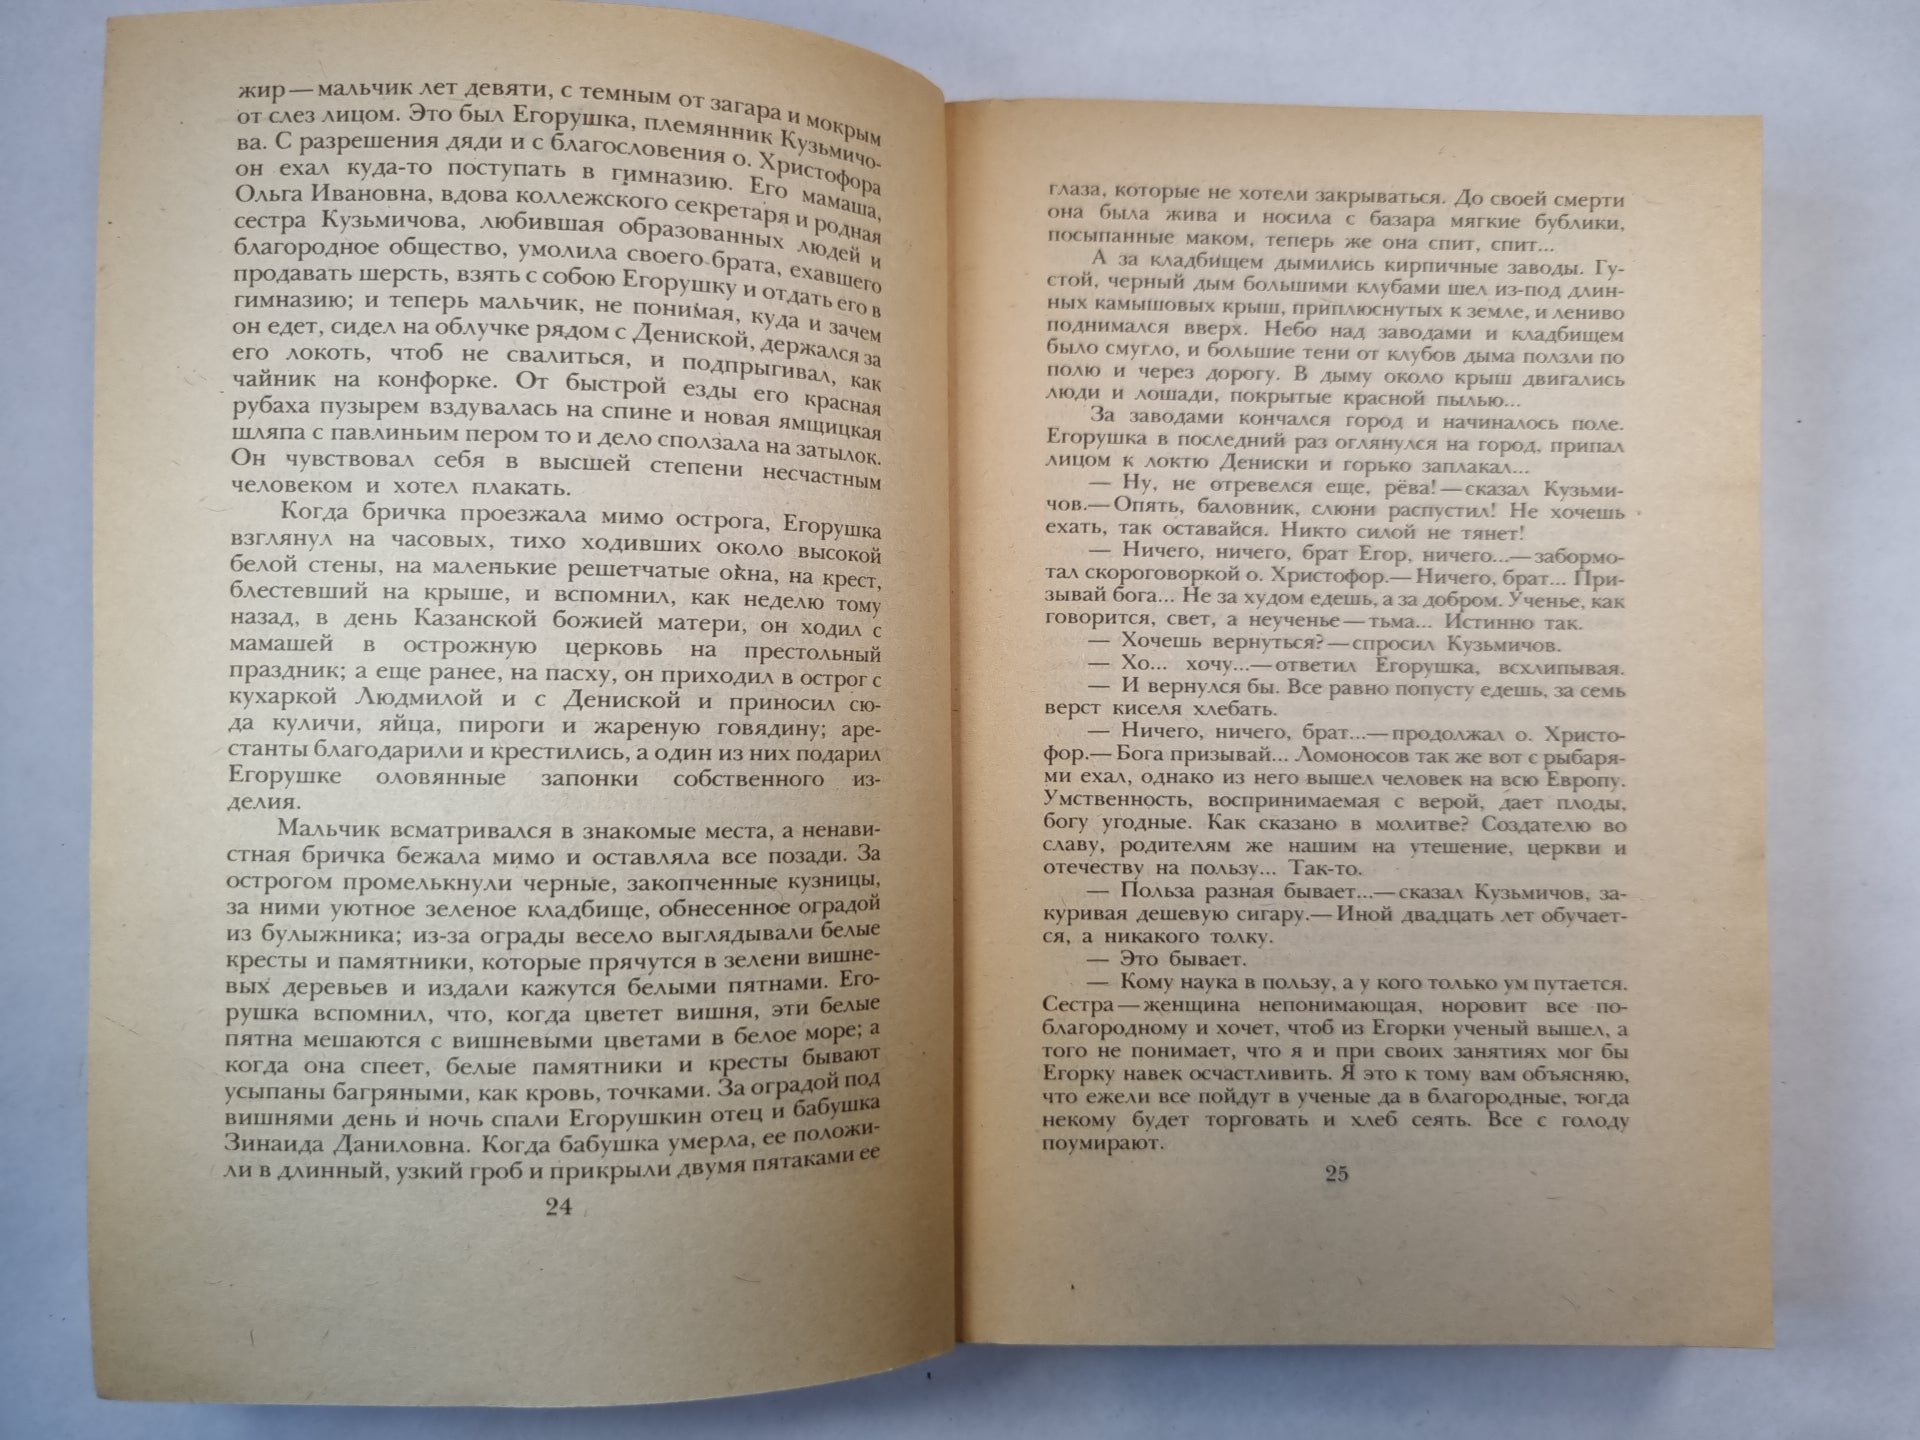 жир — мальчик лет девяти, с темным от загара и мокрым
от слез лицом. Это был Егорушка, племянник Кузьмичо-
ва. С разрешения дяди и с благословения о. Христофора
он ехал куда-то поступать в гимназию. Его мамаша,
Ольга Ивановна, вдова коллежского секретаря и родная
сестра Кузьмичова, любившая образованных людей и
благородное общество, умолила своего брата, ехавшего
продавать шерсть, взять с собою Егорушку и отдать его в
гимназию; и теперь мальчик, не понимая, куда и зачем
он едет, сидел на облучке рядом с Дениской, держался за
его локоть, чтоб не свалиться, и подпрыгивал, как
чайник на конфорке. От быстрой езды его красная
рубаха пузырем вздувалась на спине и новая ямщицкая
шляпа с павлиньим пером то и дело сползала на затылок.
Он чувствовал себя в высшей степени несчастным
человеком и хотел плакать.
Когда бричка проезжала мимо острога, Егорушка
взглянул на часовых, тихо ходивших около высокой
белой стены, на маленькие решетчатые окна, на крест,
блестевший на крыше, и вспомнил, как неделю тому
назад, в день Казанской божией матери, он ходил с
мамашей в острожную церковь на престольный
праздник; а еще ранее, на пасху, он приходил в острог с
кухаркой Людмилой и с Дениской и приносил сю-
да куличи, яйца, пироги и жареную говядину; аре-
станты благодарили и крестились, а один из них подарил
Егорушке оловянные запонки собственного из-
делия.
Мальчик всматривался в знакомые места, а ненави-
стная бричка бежала мимо и оставляла все позади. За
острогом промелькнули черные, закопченные кузницы,
за ними уютное зеленое кладбище, обнесенное оградой
из булыжника; из-за ограды весело выглядывали белые
кресты и памятники, которые прячутся в зелени вишне-
вых деревьев и издали кажутся белыми пятнами. Его-
рушка вспомнил, что, когда цветет вишня, эти белые
пятна мешаются с вишневыми цветами в белое море; а
когда она спеет, белые памятники и кресты бывают
усыпаны багряными, как кровь, точками. За оградой под
вишнями день и ночь спали Егорушкин отец и бабушка
Зинаида Даниловна. Когда бабушка умерла, ее положи-
ли в длинный, узкий гроб и прикрыли двумя пятаками ее
24
глаза, которые не хотели закрываться. До своей смерти
она была жива и носила с базара мягкие бублики,
посыпанные маком, теперь же она спит, спит...
А за кладбищем дымились кирпичные заводы. Гу-
стой, черный дым большими клубами шел из-под длин-
ных камышовых крыш, приплюснутых к земле, и лениво
поднимался вверх. Небо над заводами и кладбищем
было смугло, и большие тени от клубов дыма ползли по
полю и через дорогу. В дыму около крыш двигались
люди и лошади, покрытые красной пылью...
За заводами кончался город и начиналось поле.
Егорушка в последний раз оглянулся на город, припал
лицом к локтю Дениски и горько заплакал...
— Ну, не отревелся еще, рёва! — сказал Кузьми-
чов.— Опять, баловник, слюни распустил! Не хочешь
ехать, так оставайся. Никто силой не тянет!
— Ничего, ничего, брат Егор, ничего...— забормо-
тал скороговоркой о. Христофор.— Ничего, брат... При-
зывай бога... Не за худом едешь, а за добром. Ученье, как
говорится, свет, а неученье — тьма... Истинно так.
— Хочешь вернуться? — спросил Кузьмичов.
— Хо... хочу...— ответил Егорушка, всхлипывая.
— И вернулся бы. Все равно попусту едешь, за семь
верст киселя хлебать.
— Ничего, ничего, брат...— продолжал о. Христо-
фор.— Бога призывай... Ломоносов так же вот с рыбаря-
ми ехал, однако из него вышел человек на всю Европу.
Умственность, воспринимаемая с верой, дает плоды,
богу угодные. Как сказано в молитве? Создателю во
славу, родителям же нашим на утешение, церкви и
отечеству на пользу... Так-то.
— Польза разная бывает...— сказал Кузьмичов, за-
куривая дешевую сигару.— Иной двадцать лет обучает-
ся, а никакого толку.
— Это бывает.
— Кому наука в пользу, а у кого только ум путается.
Сестра — женщина непонимающая, норовит все по-
благородному и хочет, чтоб из Егорки ученый вышел, а
того не понимает, что я и при своих занятиях мог бы
Егорку навек осчастливить. Я это к тому вам объясняю,
что ежели все пойдут в ученые да в благородные, тогда
некому будет торговать и хлеб сеять. Все с голоду
поумирают.
25